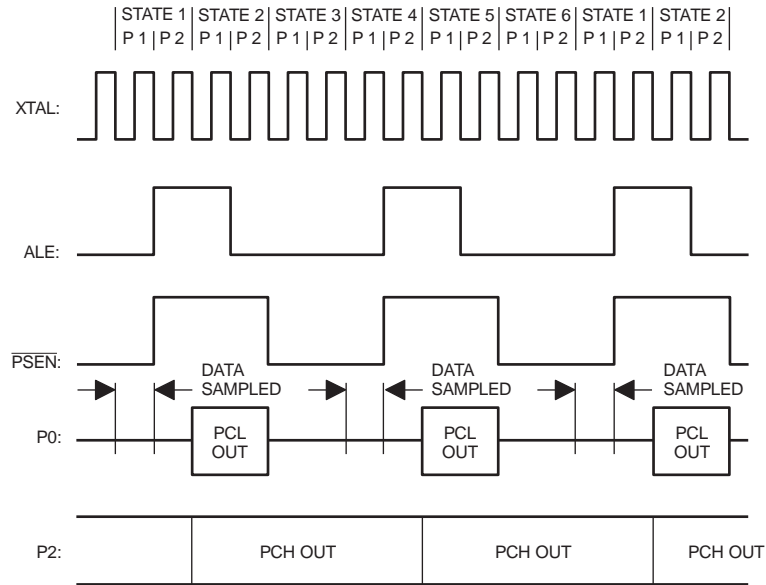 STATE 1 STATE 2 STATE 3 STATE 4 STATE 5 STATE 6 STATE 1 STATE 2
P 1 P 2 P 1 P 2 P 1 P 2 P 1 P 2 P 1 P 2 P 1 P 2 P 1 P 2 P 1 P 2
XTAL:
ALE:
PSEN:
DATA SAMPLED
DATA SAMPLED
DATA SAMPLED
P0:
PCL OUT
PCL OUT
PCL OUT
P2:
PCH OUT PCH OUT PCH OUT